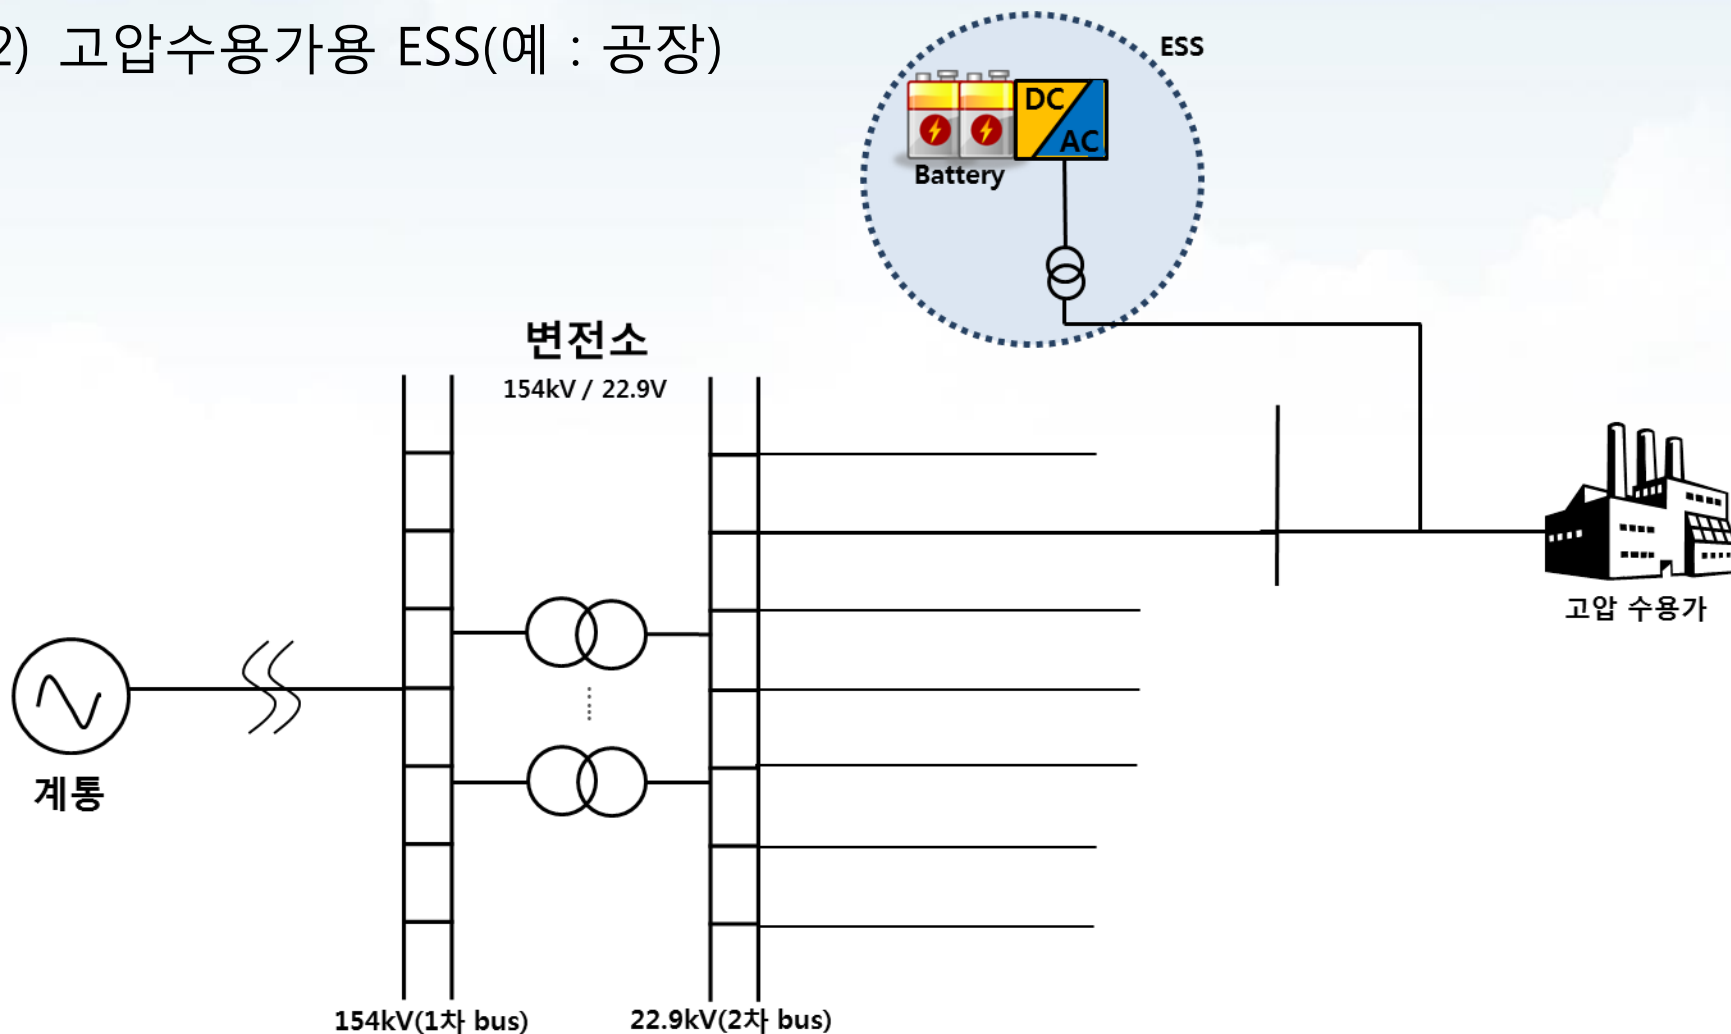 2) 고압수용가용 ESS(예 : 공장)
ESS
DC
AC
Battery
변전소
154kV / 22.9V
고압 수용가
계통
154kV(1차 bus)
22.9kV(2차 bus)